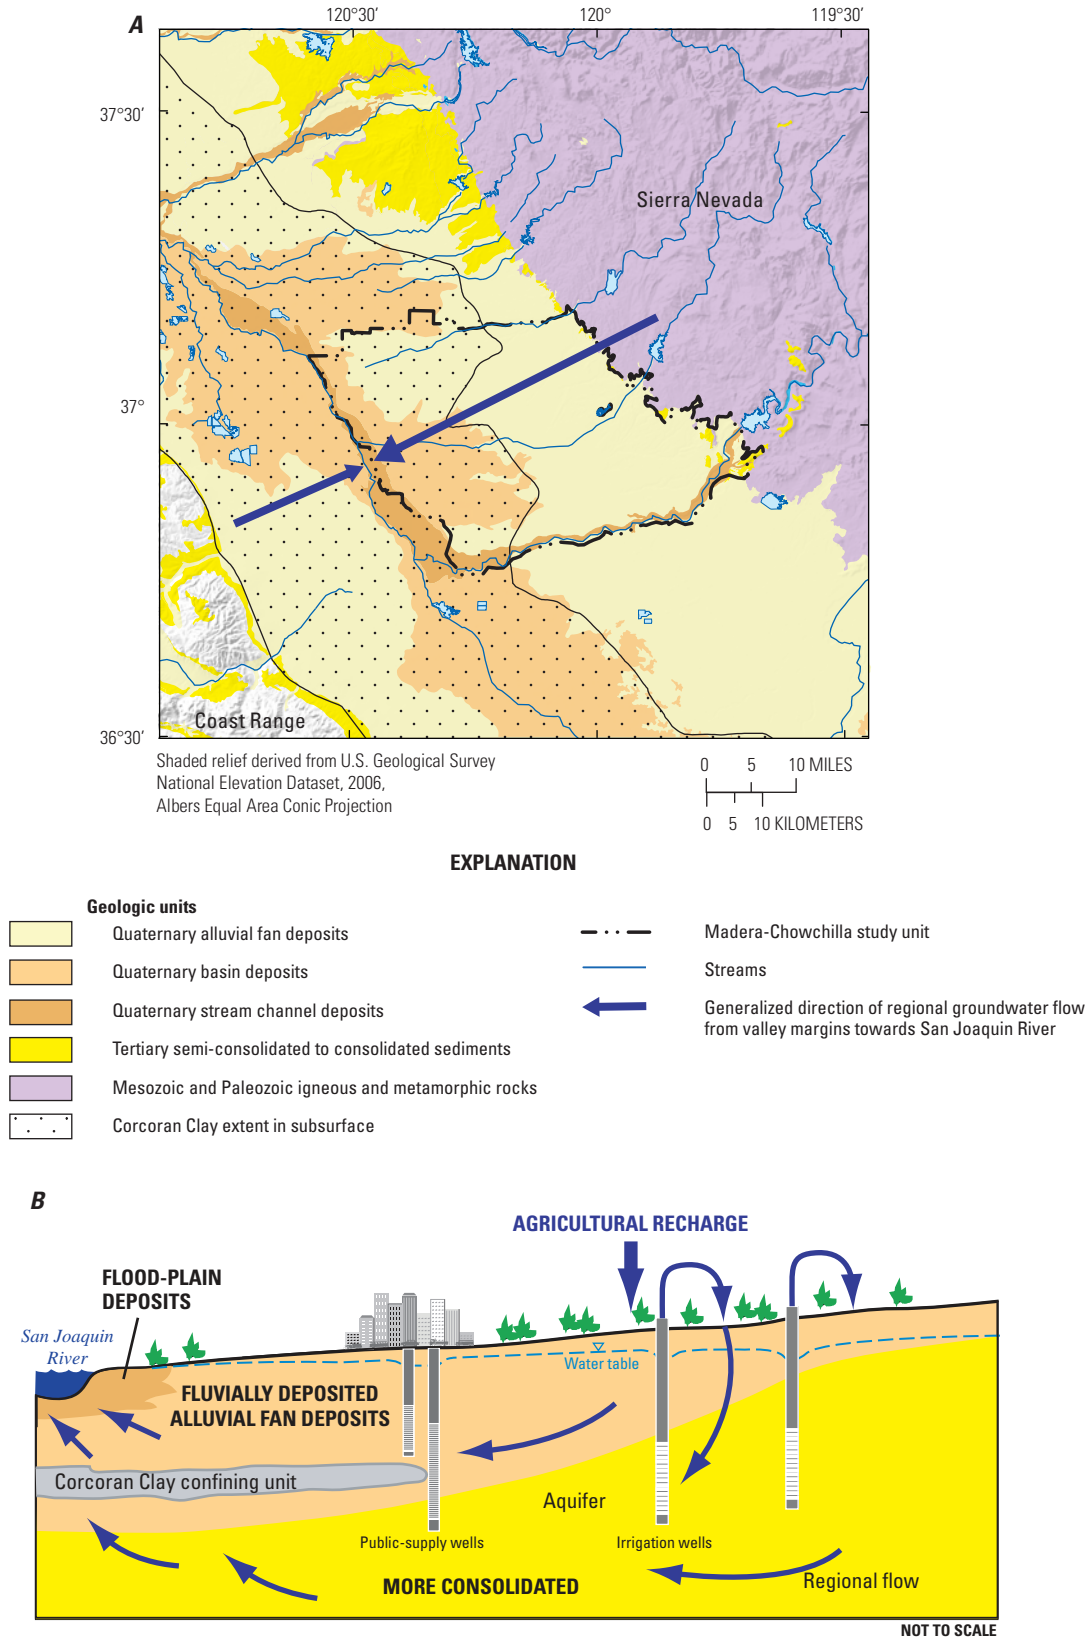 A
120°30′
120°
119°30′
37°30′
Sierra Nevada
37°
Coast Range
36°30′
Shaded relief derived from U.S. Geological Survey
National Elevation Dataset, 2006,
Albers Equal Area Conic Projection
0 5 10 MILES
0 5 10 KILOMETERS
EXPLANATION
Geologic units
Quaternary alluvial fan deposits
Quaternary basin deposits
Quaternary stream channel deposits
Tertiary semi-consolidated to consolidated sediments
Mesozoic and Paleozoic igneous and metamorphic rocks
Corcoran Clay extent in subsurface
Madera-Chowchilla study unit
Streams
Generalized direction of regional groundwater flow
from valley margins towards San Joaquin River
B
AGRICULTURAL RECHARGE
FLOOD-PLAIN
DEPOSITS
San Joaquin
River
Water table
FLUVIALLY DEPOSITED
ALLUVIAL FAN DEPOSITS
Corcoran Clay confining unit
Aquifer
Public-supply wells
Irrigation wells
MORE CONSOLIDATED
Regional flow
NOT TO SCALE